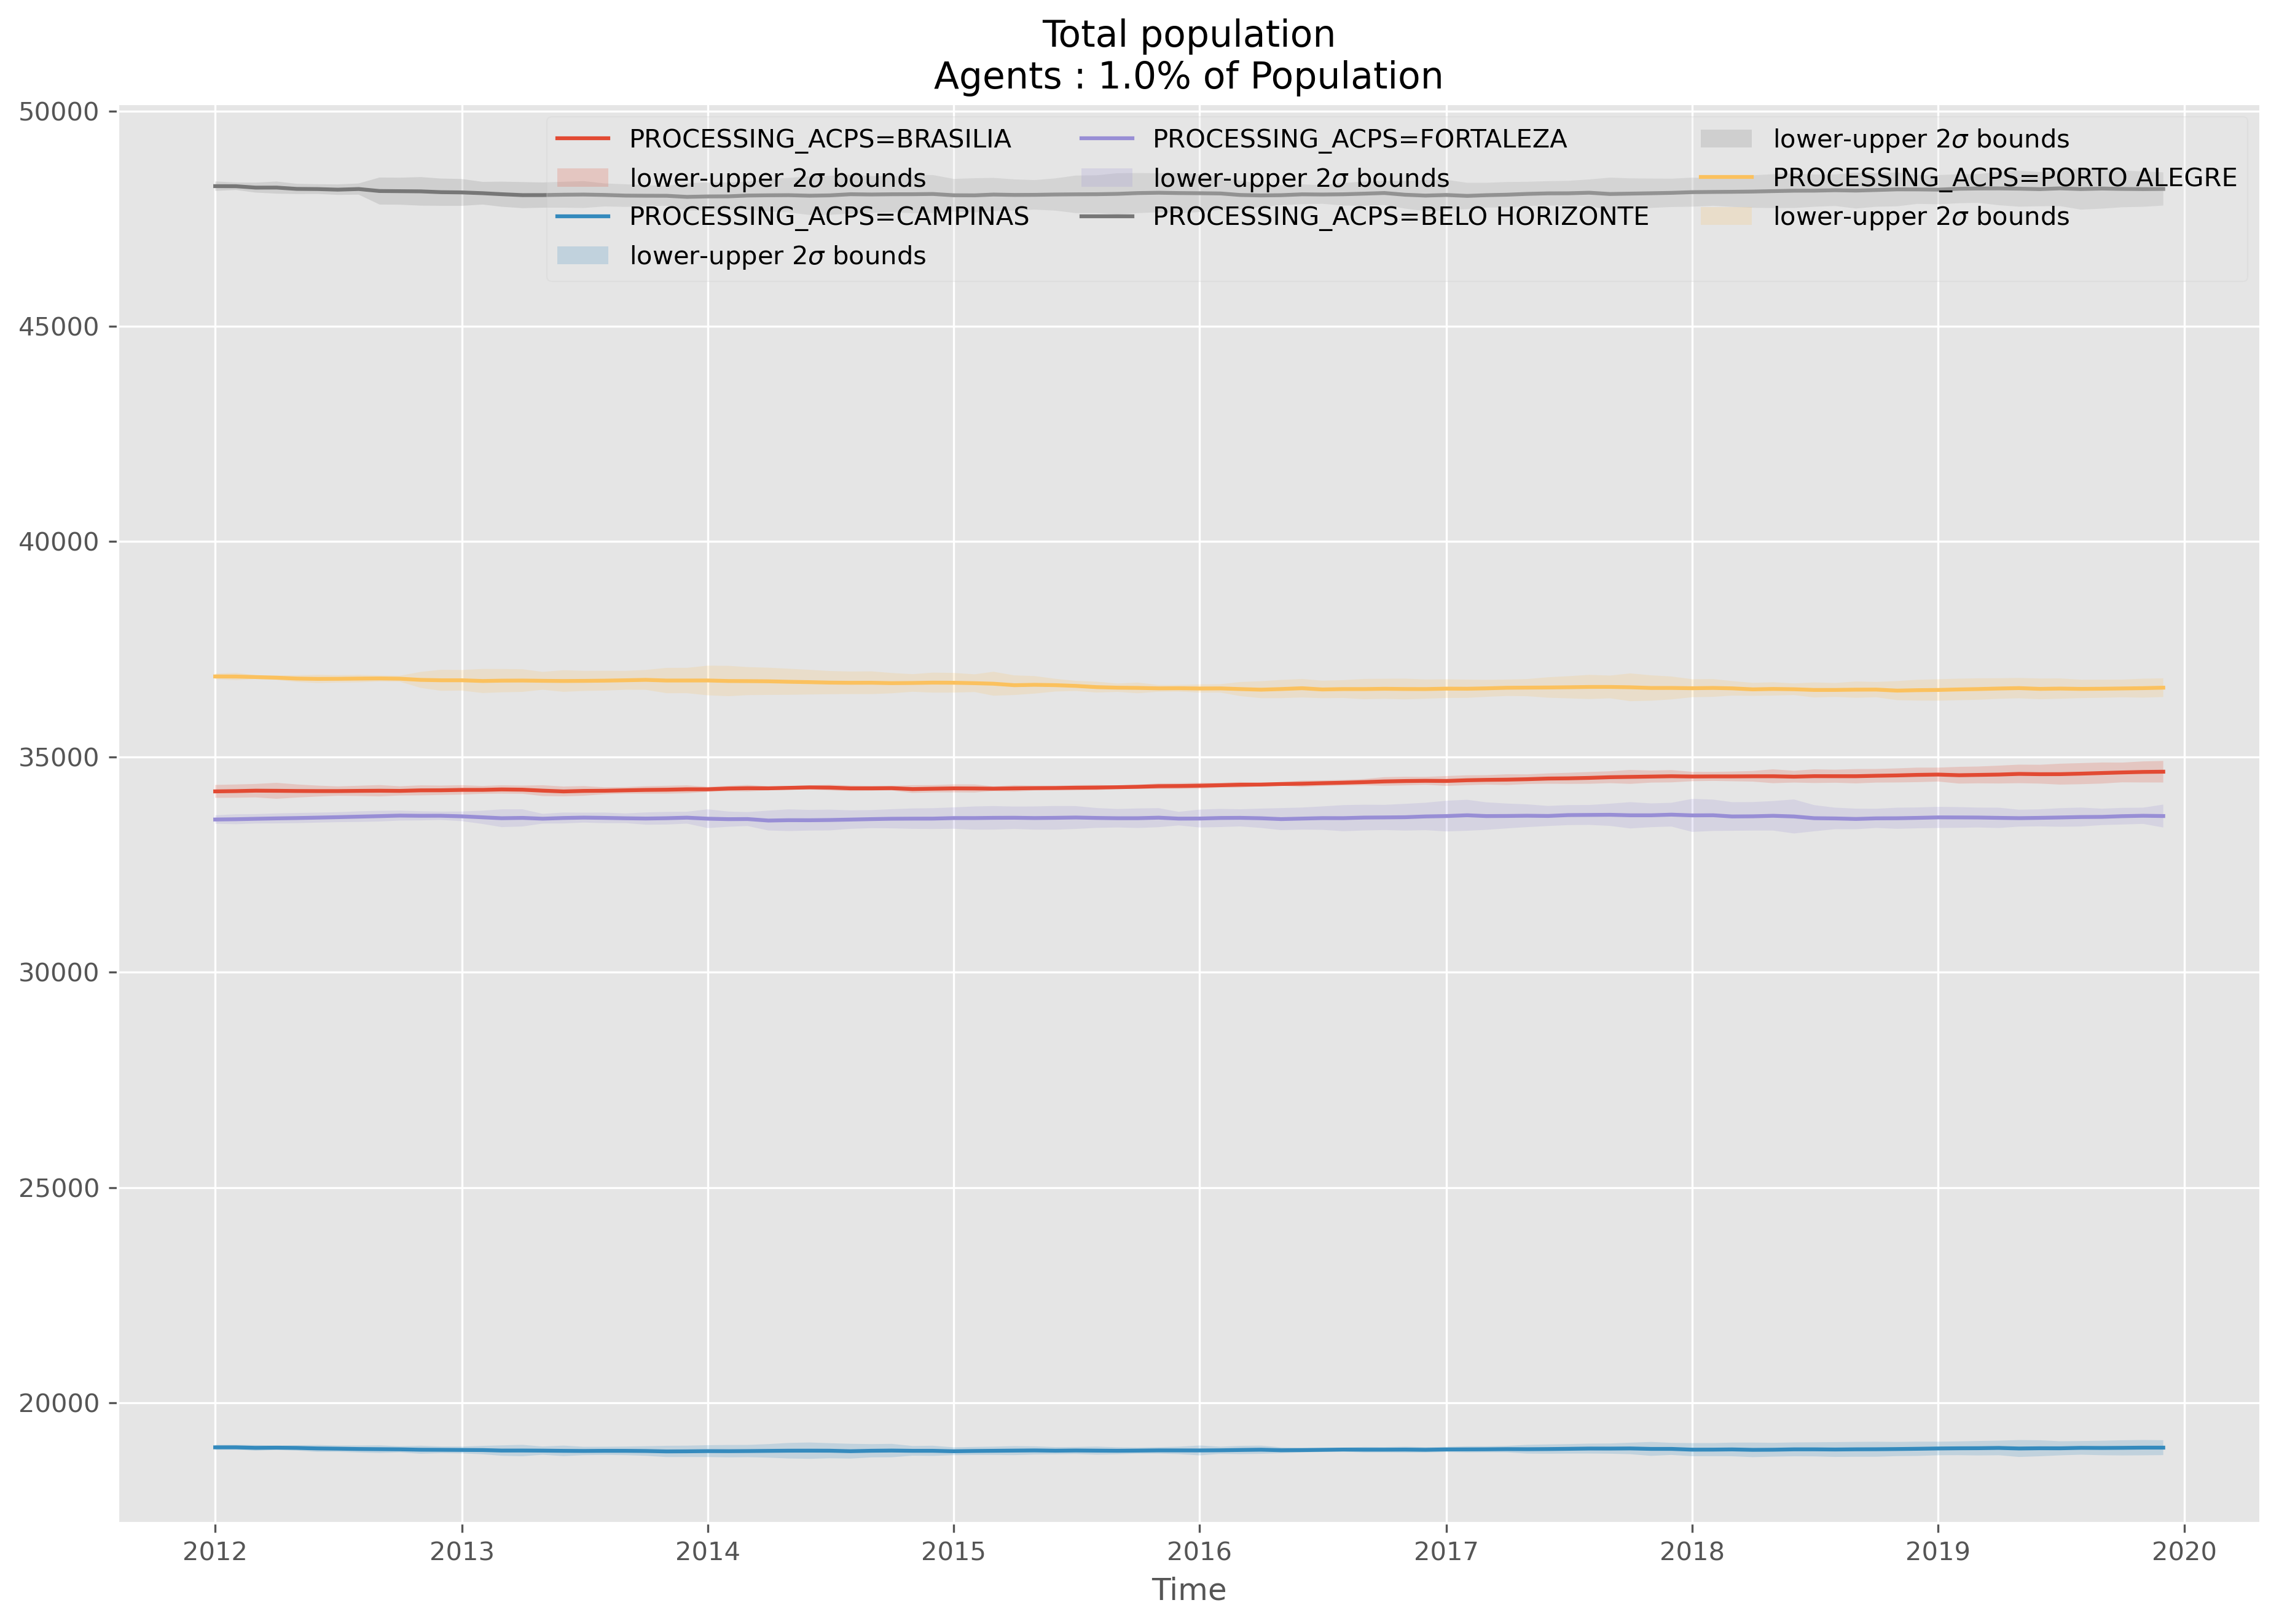 Total population
Agents : 1.0% of Population
50000
45000
40000
35000
30000
25000
20000
PROCESSING_ACPS=BRASILIA
lower-upper 2σ bounds
PROCESSING_ACPS=CAMPINAS
lower-upper 2σ bounds
PROCESSING_ACPS=FORTALEZA
lower-upper 2σ bounds
PROCESSING_ACPS=BELO HORIZONTE
lower-upper 2σ bounds
PROCESSING_ACPS=PORTO ALEGRE
lower-upper 2σ bounds
2012 2013 2014 2015 2016 2017 2018 2019 2020
Time